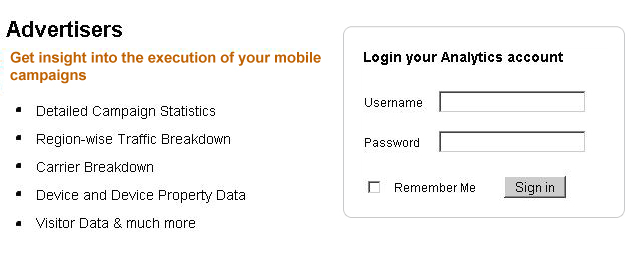 Advertisers
Get insight into the execution of your mobile
campaigns
Detailed Campaign Statistics
Region-wise Traffic Breakdown
Carrier Breakdown
Device and Device Property Data
Visitor Data & much more
Login your Analytics account
Username
Password
Remember Me
Sign in